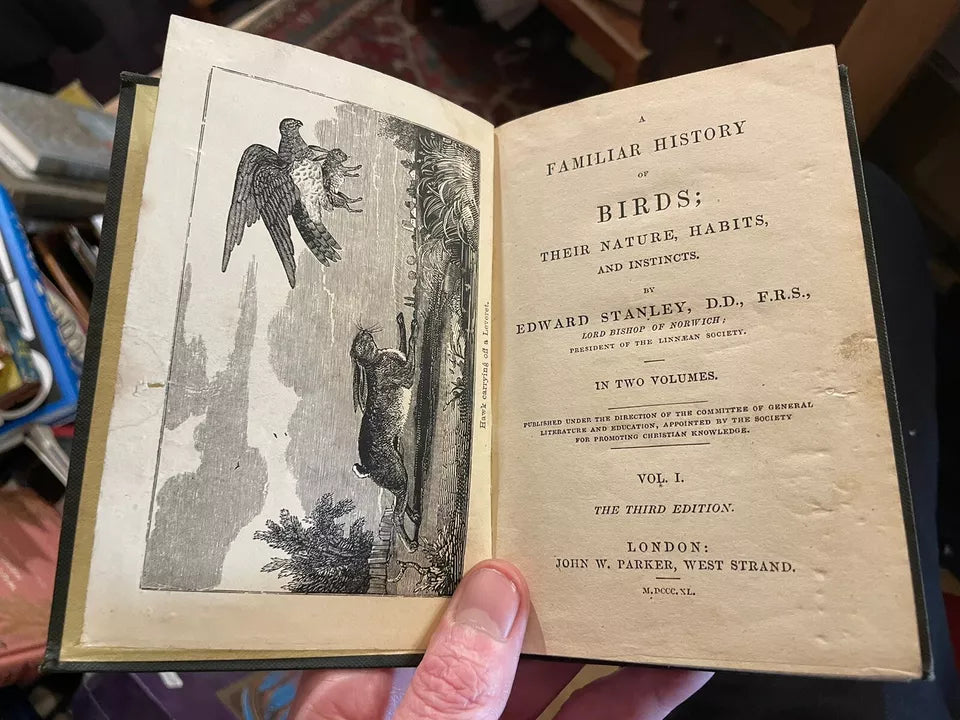 Hawk carrying off a Leveret.
A
FAMILIAR HISTORY
OF
BIRDS;
THEIR NATURE, HABITS,
AND INSTINCTS.
BY
EDWARD STANLEY, D.D., F.R.S.,
LORD BISHOP OF NORWICH;
PRESIDENT OF THE LINNÆAN SOCIETY.
IN TWO VOLUMES.
PUBLISHED UNDER THE DIRECTION OF THE COMMITTEE OF GENERAL
LITERATURE AND EDUCATION, APPOINTED BY THE SOCIETY
FOR PROMOTING CHRISTIAN KNOWLEDGE.
VOL. I.
THE THIRD EDITION.
LONDON:
JOHN W. PARKER, WEST STRAND.
M.DCCC.XL.